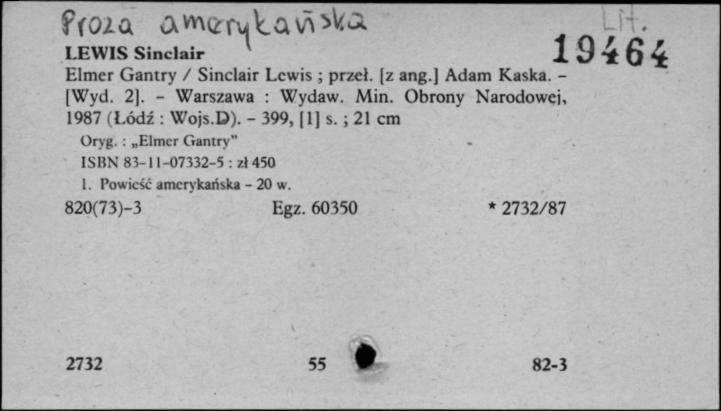 Proza amerykańska
Lit.
19464
LEWIS Sinclair
Elmer Gantry / Sinclair Lewis ; przeł. [z ang.] Adam Kaska. –
[Wyd. 2]. – Warszawa : Wydaw. Min. Obrony Narodowej,
1987 (Łódź : Wojs.D). – 399, [1] s. ; 21 cm
Oryg. : „Elmer Gantry”
ISBN 83-11-07332-5 : zł 450
1. Powieść amerykańska – 20 w.
820(73)-3 Egz. 60350 * 2732/87
2732 55 82-3